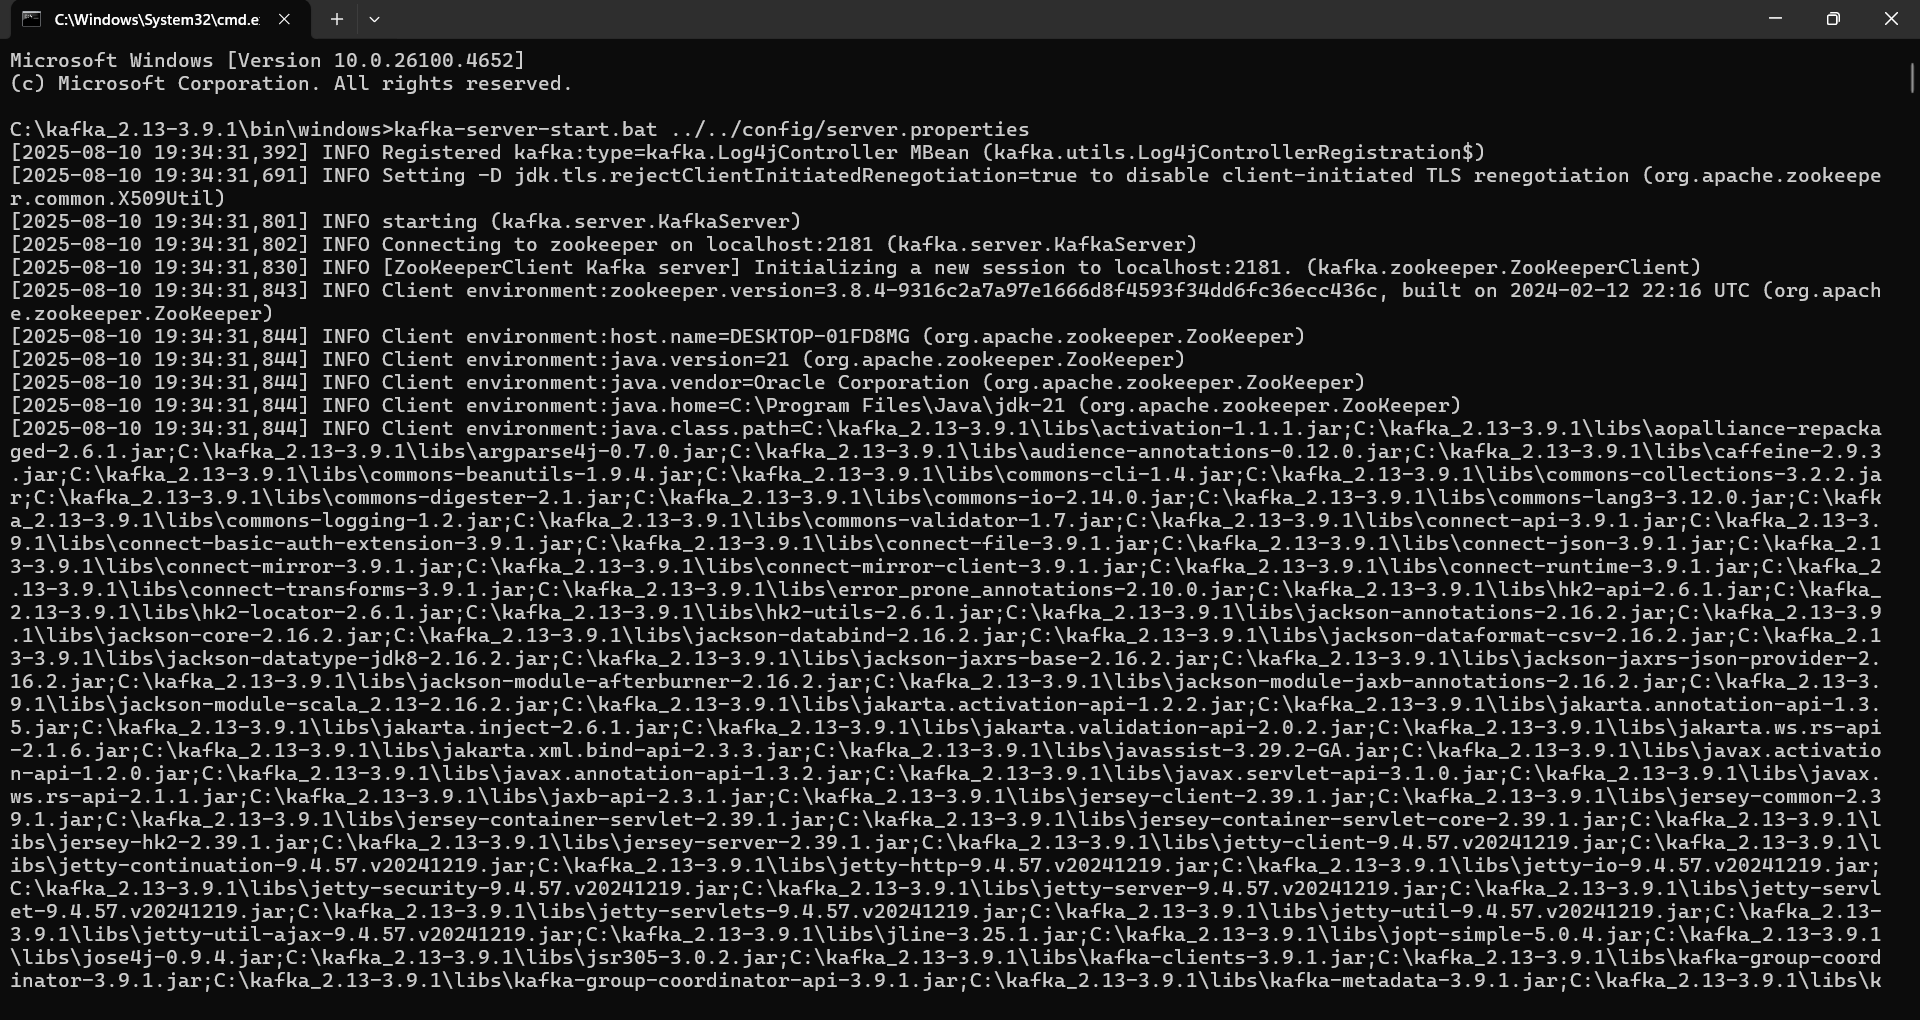 C:\Windows\System32\cmd.e
Microsoft Windows [Version 10.0.26100.4652]
(c) Microsoft Corporation. All rights reserved.
C:\kafka_2.13-3.9.1\bin\windows>kafka-server-start.bat ../../config/server.properties
[2025-08-10 19:34:31,392] INFO Registered kafka:type=kafka.Log4jController MBean (kafka.utils.Log4jControllerRegistration$)
[2025-08-10 19:34:31,691] INFO Setting -D jdk.tls.rejectClientInitiatedRenegotiation=true to disable client-initiated TLS renegotiation (org.apache.zookeepe
r.common.X509Util)
[2025-08-10 19:34:31,801] INFO starting (kafka.server.KafkaServer)
[2025-08-10 19:34:31,802] INFO Connecting to zookeeper on localhost:2181 (kafka.server.KafkaServer)
[2025-08-10 19:34:31,830] INFO [ZooKeeperClient Kafka server] Initializing a new session to localhost:2181. (kafka.zookeeper.ZooKeeperClient)
[2025-08-10 19:34:31,843] INFO Client environment:zookeeper.version=3.8.4-9316c2a7a97e1666d8f4593f34dd6fc36ecc436c, built on 2024-02-12 22:16 UTC (org.apach
e.zookeeper.ZooKeeper)
[2025-08-10 19:34:31,844] INFO Client environment:host.name=DESKTOP-01FD8MG (org.apache.zookeeper.ZooKeeper)
[2025-08-10 19:34:31,844] INFO Client environment:java.version=21 (org.apache.zookeeper.ZooKeeper)
[2025-08-10 19:34:31,844] INFO Client environment:java.vendor=Oracle Corporation (org.apache.zookeeper.ZooKeeper)
[2025-08-10 19:34:31,844] INFO Client environment:java.home=C:\Program Files\Java\jdk-21 (org.apache.zookeeper.ZooKeeper)
[2025-08-10 19:34:31,844] INFO Client environment:java.class.path=C:\kafka_2.13-3.9.1\libs\activation-1.1.1.jar;C:\kafka_2.13-3.9.1\libs\aopalliance-repacka
ged-2.6.1.jar;C:\kafka_2.13-3.9.1\libs\argparse4j-0.7.0.jar;C:\kafka_2.13-3.9.1\libs\audience-annotations-0.12.0.jar;C:\kafka_2.13-3.9.1\libs\caffeine-2.9.3
.jar;C:\kafka_2.13-3.9.1\libs\commons-beanutils-1.9.4.jar;C:\kafka_2.13-3.9.1\libs\commons-cli-1.4.jar;C:\kafka_2.13-3.9.1\libs\commons-collections-3.2.2.ja
r;C:\kafka_2.13-3.9.1\libs\commons-digester-2.1.jar;C:\kafka_2.13-3.9.1\libs\commons-io-2.14.0.jar;C:\kafka_2.13-3.9.1\libs\commons-lang3-3.12.0.jar;C:\kafk
a_2.13-3.9.1\libs\commons-logging-1.2.jar;C:\kafka_2.13-3.9.1\libs\commons-validator-1.7.jar;C:\kafka_2.13-3.9.1\libs\connect-api-3.9.1.jar;C:\kafka_2.13-3.
9.1\libs\connect-basic-auth-extension-3.9.1.jar;C:\kafka_2.13-3.9.1\libs\connect-file-3.9.1.jar;C:\kafka_2.13-3.9.1\libs\connect-json-3.9.1.jar;C:\kafka_2.1
3-3.9.1\libs\connect-mirror-3.9.1.jar;C:\kafka_2.13-3.9.1\libs\connect-mirror-client-3.9.1.jar;C:\kafka_2.13-3.9.1\libs\connect-runtime-3.9.1.jar;C:\kafka_2
.13-3.9.1\libs\connect-transforms-3.9.1.jar;C:\kafka_2.13-3.9.1\libs\error_prone_annotations-2.10.0.jar;C:\kafka_2.13-3.9.1\libs\hk2-api-2.6.1.jar;C:\kafka_
2.13-3.9.1\libs\hk2-locator-2.6.1.jar;C:\kafka_2.13-3.9.1\libs\hk2-utils-2.6.1.jar;C:\kafka_2.13-3.9.1\libs\jackson-annotations-2.16.2.jar;C:\kafka_2.13-3.9
.1\libs\jackson-core-2.16.2.jar;C:\kafka_2.13-3.9.1\libs\jackson-databind-2.16.2.jar;C:\kafka_2.13-3.9.1\libs\jackson-dataformat-csv-2.16.2.jar;C:\kafka_2.1
3-3.9.1\libs\jackson-datatype-jdk8-2.16.2.jar;C:\kafka_2.13-3.9.1\libs\jackson-jaxrs-base-2.16.2.jar;C:\kafka_2.13-3.9.1\libs\jackson-jaxrs-json-provider-2.
16.2.jar;C:\kafka_2.13-3.9.1\libs\jackson-module-afterburner-2.16.2.jar;C:\kafka_2.13-3.9.1\libs\jackson-module-jaxb-annotations-2.16.2.jar;C:\kafka_2.13-3.
9.1\libs\jackson-module-scala_2.13-2.16.2.jar;C:\kafka_2.13-3.9.1\libs\jakarta.activation-api-1.2.2.jar;C:\kafka_2.13-3.9.1\libs\jakarta.annotation-api-1.3.
5.jar;C:\kafka_2.13-3.9.1\libs\jakarta.inject-2.6.1.jar;C:\kafka_2.13-3.9.1\libs\jakarta.validation-api-2.0.2.jar;C:\kafka_2.13-3.9.1\libs\jakarta.ws.rs-api
-2.1.6.jar;C:\kafka_2.13-3.9.1\libs\jakarta.xml.bind-api-2.3.3.jar;C:\kafka_2.13-3.9.1\libs\javassist-3.29.2-GA.jar;C:\kafka_2.13-3.9.1\libs\javax.activatio
n-api-1.2.0.jar;C:\kafka_2.13-3.9.1\libs\javax.annotation-api-1.3.2.jar;C:\kafka_2.13-3.9.1\libs\javax.servlet-api-3.1.0.jar;C:\kafka_2.13-3.9.1\libs\javax.
ws.rs-api-2.1.1.jar;C:\kafka_2.13-3.9.1\libs\jaxb-api-2.3.1.jar;C:\kafka_2.13-3.9.1\libs\jersey-client-2.39.1.jar;C:\kafka_2.13-3.9.1\libs\jersey-common-2.3
9.1.jar;C:\kafka_2.13-3.9.1\libs\jersey-container-servlet-2.39.1.jar;C:\kafka_2.13-3.9.1\libs\jersey-container-servlet-core-2.39.1.jar;C:\kafka_2.13-3.9.1\l
ibs\jersey-hk2-2.39.1.jar;C:\kafka_2.13-3.9.1\libs\jersey-server-2.39.1.jar;C:\kafka_2.13-3.9.1\libs\jetty-client-9.4.57.v20241219.jar;C:\kafka_2.13-3.9.1\l
ibs\jetty-continuation-9.4.57.v20241219.jar;C:\kafka_2.13-3.9.1\libs\jetty-http-9.4.57.v20241219.jar;C:\kafka_2.13-3.9.1\libs\jetty-io-9.4.57.v20241219.jar;
C:\kafka_2.13-3.9.1\libs\jetty-security-9.4.57.v20241219.jar;C:\kafka_2.13-3.9.1\libs\jetty-server-9.4.57.v20241219.jar;C:\kafka_2.13-3.9.1\libs\jetty-servl
et-9.4.57.v20241219.jar;C:\kafka_2.13-3.9.1\libs\jetty-servlets-9.4.57.v20241219.jar;C:\kafka_2.13-3.9.1\libs\jetty-util-9.4.57.v20241219.jar;C:\kafka_2.13-
3.9.1\libs\jetty-util-ajax-9.4.57.v20241219.jar;C:\kafka_2.13-3.9.1\libs\jline-3.25.1.jar;C:\kafka_2.13-3.9.1\libs\jopt-simple-5.0.4.jar;C:\kafka_2.13-3.9.1
\libs\jose4j-0.9.4.jar;C:\kafka_2.13-3.9.1\libs\jsr305-3.0.2.jar;C:\kafka_2.13-3.9.1\libs\kafka-clients-3.9.1.jar;C:\kafka_2.13-3.9.1\libs\kafka-group-coord
inator-3.9.1.jar;C:\kafka_2.13-3.9.1\libs\kafka-group-coordinator-api-3.9.1.jar;C:\kafka_2.13-3.9.1\libs\kafka-metadata-3.9.1.jar;C:\kafka_2.13-3.9.1\libs\k